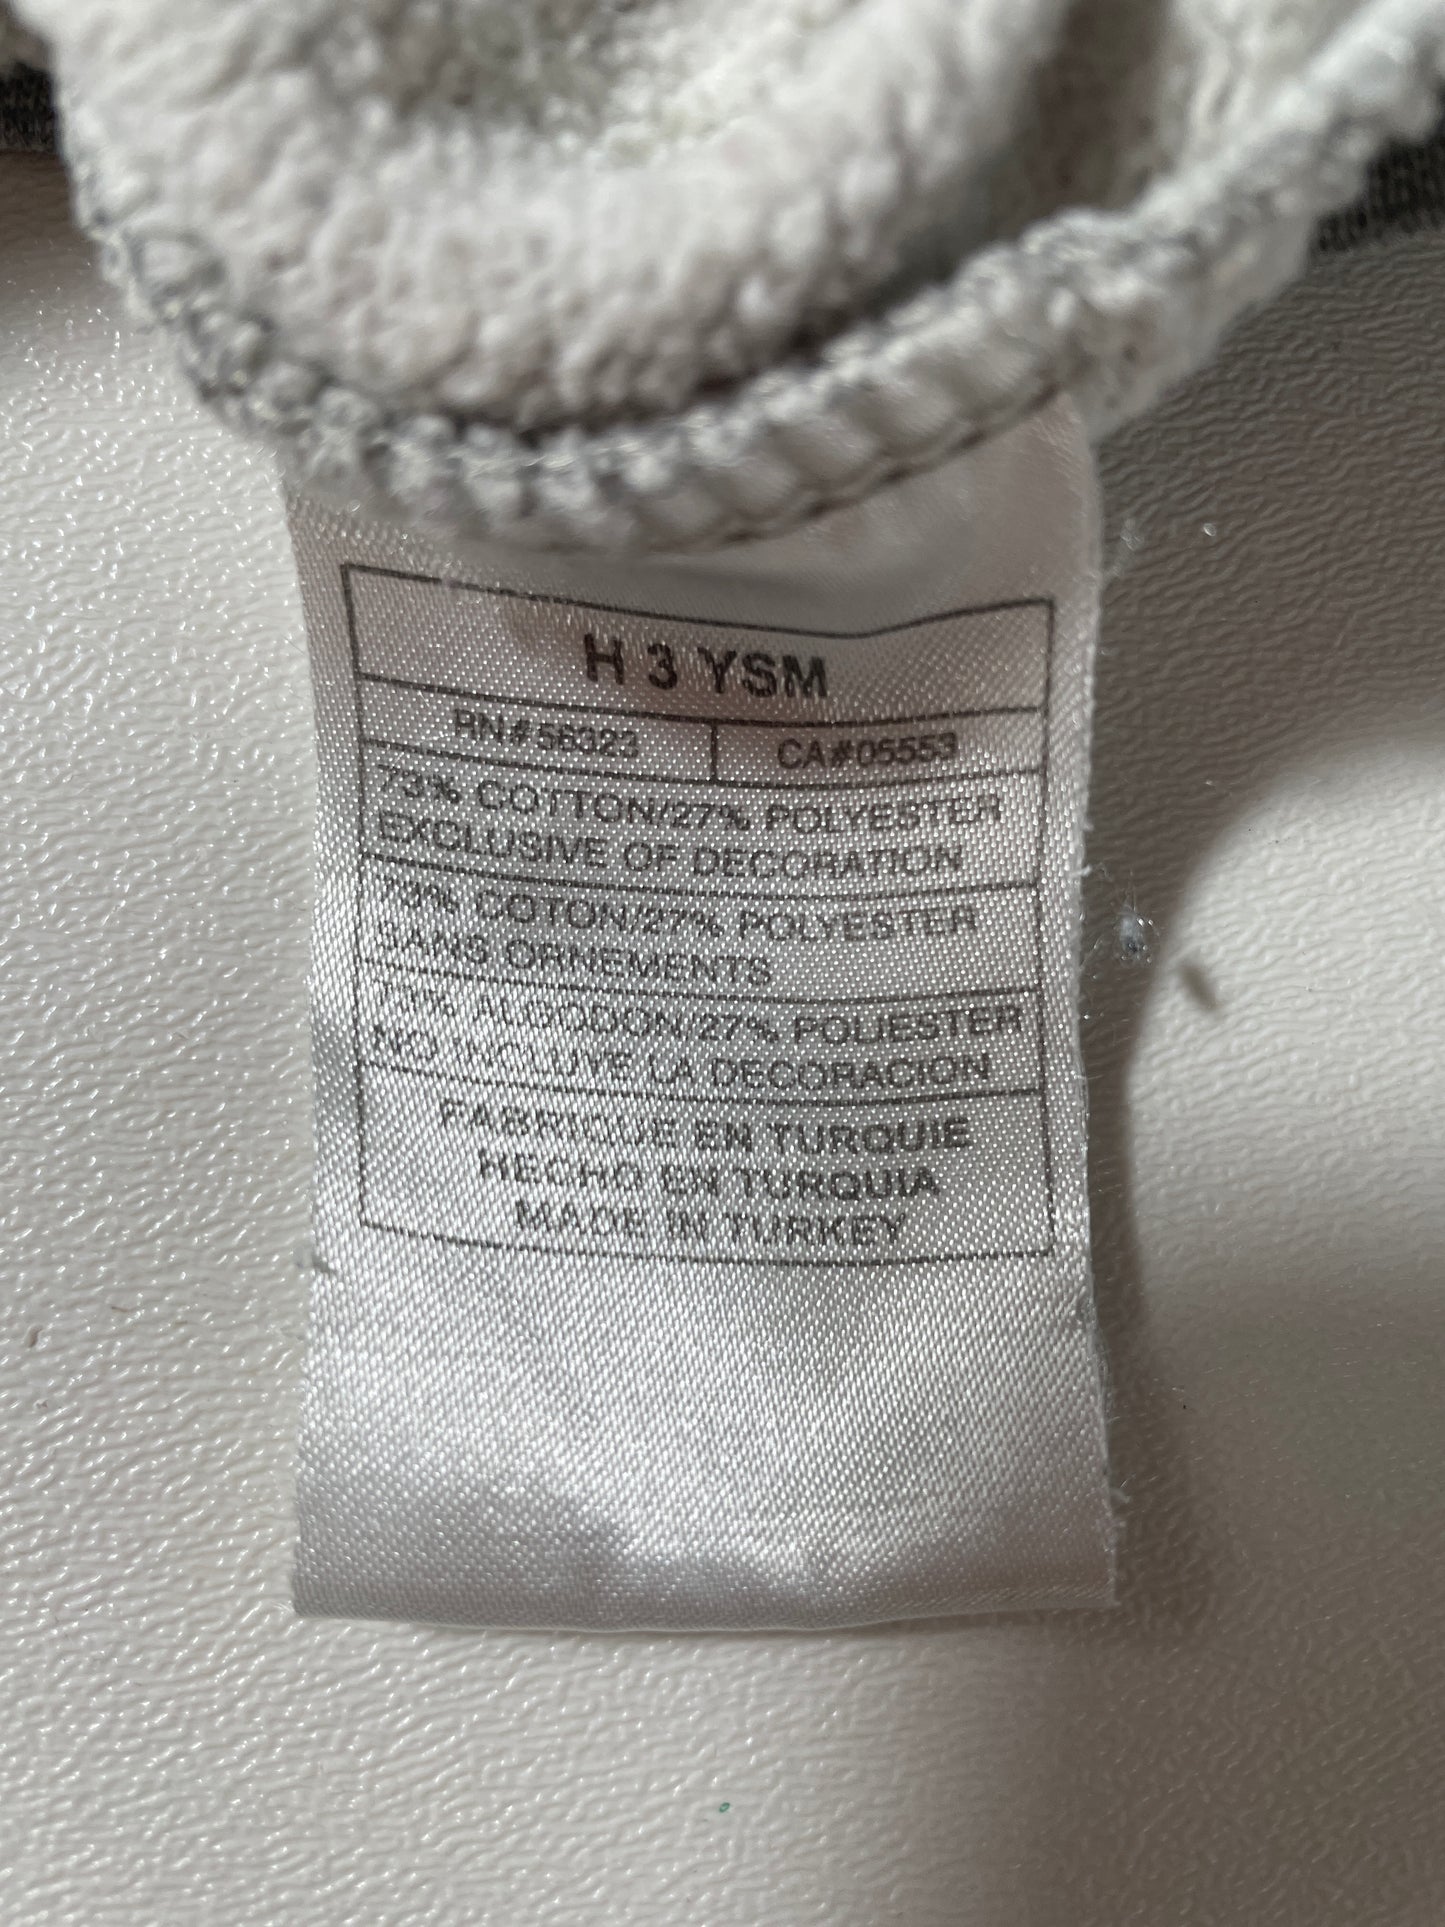 H 3 YSM
RN#56323 CA#05553
73% COTTON/27% POLYESTER
EXCLUSIVE OF DECORATION
73% COTON/27% POLYESTER
SANS ORNEMENTS
73% ALGODON/27% POLIESTER
NO INCLUYE LA DECORACION
FABRIQUE EN TURQUIE
HECHO EN TURQUIA
MADE IN TURKEY